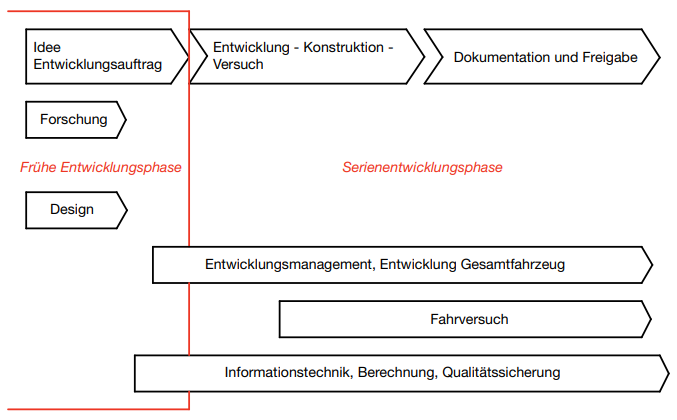 Idee
Entwicklungsauftrag
Entwicklung - Konstruktion -
Versuch
Dokumentation und Freigabe
Forschung
Frühe Entwicklungsphase
Serienentwicklungsphase
Design
Entwicklungsmanagement, Entwicklung Gesamtfahrzeug
Fahrversuch
Informationstechnik, Berechnung, Qualitätssicherung